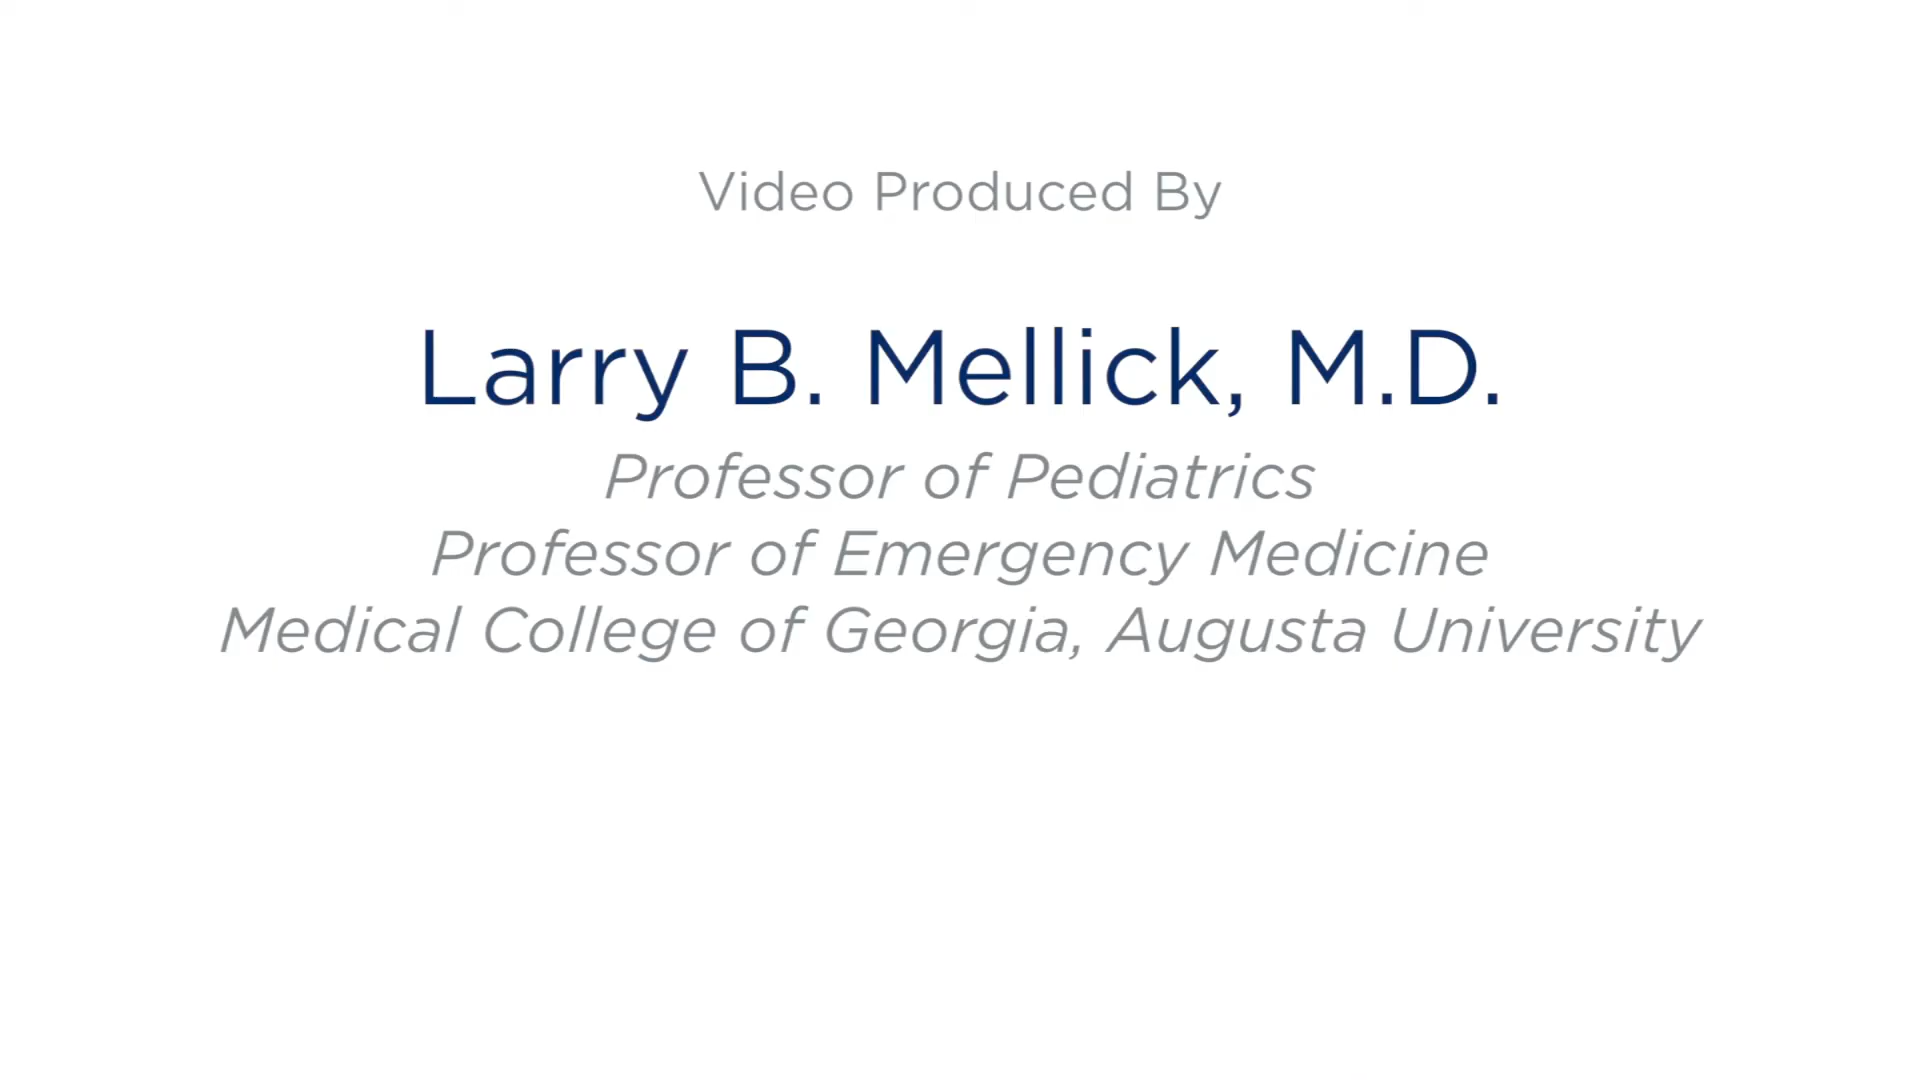 Video Produced By
Larry B. Mellick, M.D.
Professor of Pediatrics
Professor of Emergency Medicine
Medical College of Georgia, Augusta University